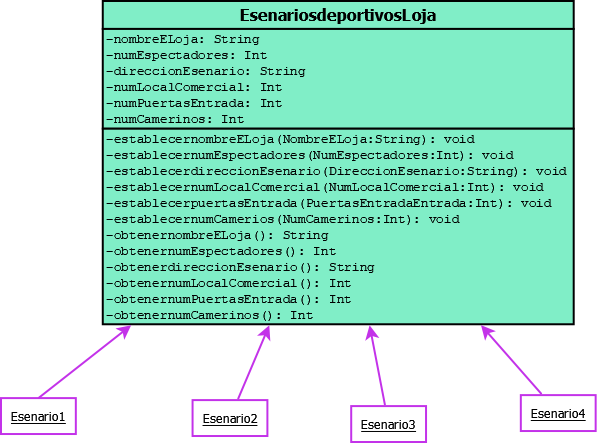 EsenariosdeportivosLoja
-nombreELoja: String
-numEspectadores: Int
-direccionEsenario: String
-numLocalComercial: Int
-numPuertasEntrada: Int
-numCamerinos: Int
-establecernombreELoja(NombreELoja:String): void
-establecernumEspectadores(NumEspectadores:Int): void
-establecerdireccionEsenario(DireccionEsenario:String): void
-establecernumLocalComercial(NumLocalComercial:Int): void
-establecerpuertasEntrada(PuertasEntradaEntrada:Int): void
-establecernumCamerios(NumCamerinos:Int): void
-obtenernombreELoja(): String
-obtenernumEspectadores(): Int
-obtenerdireccionEsenario(): String
-obtenernumLocalComercial(): Int
-obtenernumPuertasEntrada(): Int
-obtenernumCamerinos(): Int
Esenario1
Esenario2
Esenario3
Esenario4